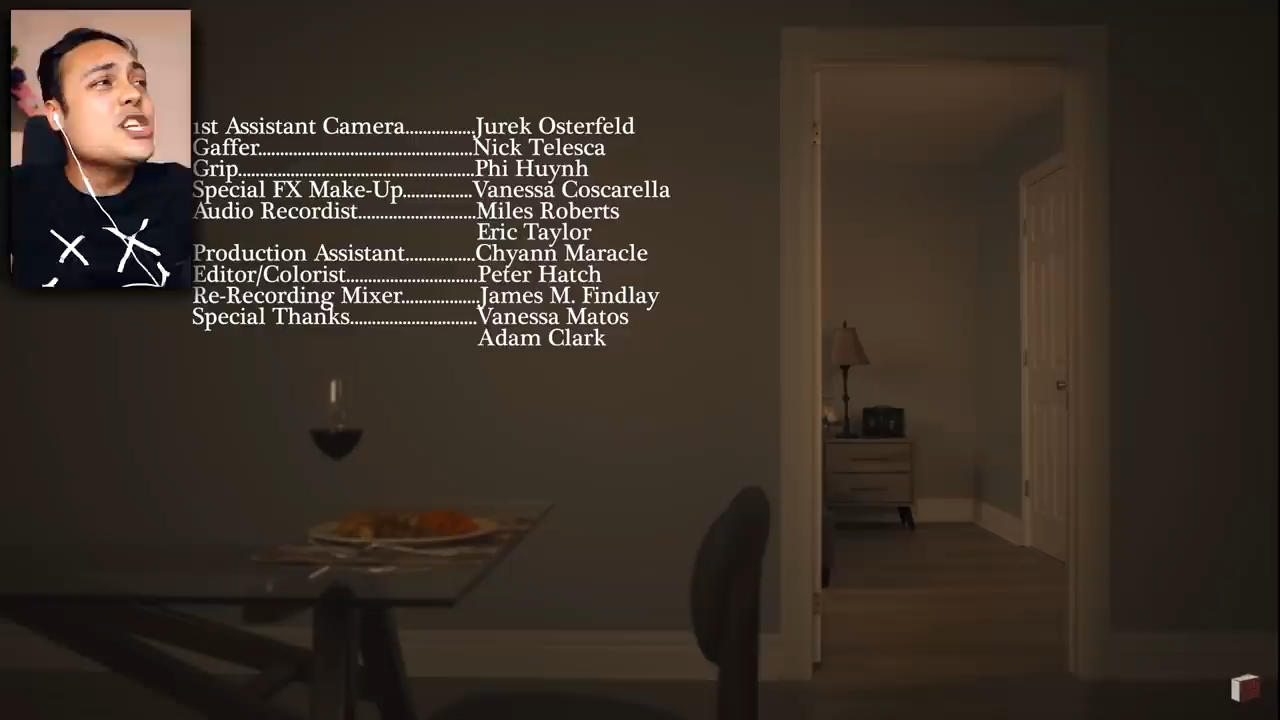 1st Assistant Camera...............Jurek Osterfeld
Gaffer...................................................Nick Telesca
Grip........................................................Phi Huynh
Special FX Make-Up...............Vanessa Coscarella
Audio Recordist............................Miles Roberts
Eric Taylor
Production Assistant................Chyann Maracle
Editor/Colorist...............................Peter Hatch
Re-Recording Mixer..................James M. Findlay
Special Thanks..............................Vanessa Matos
Adam Clark